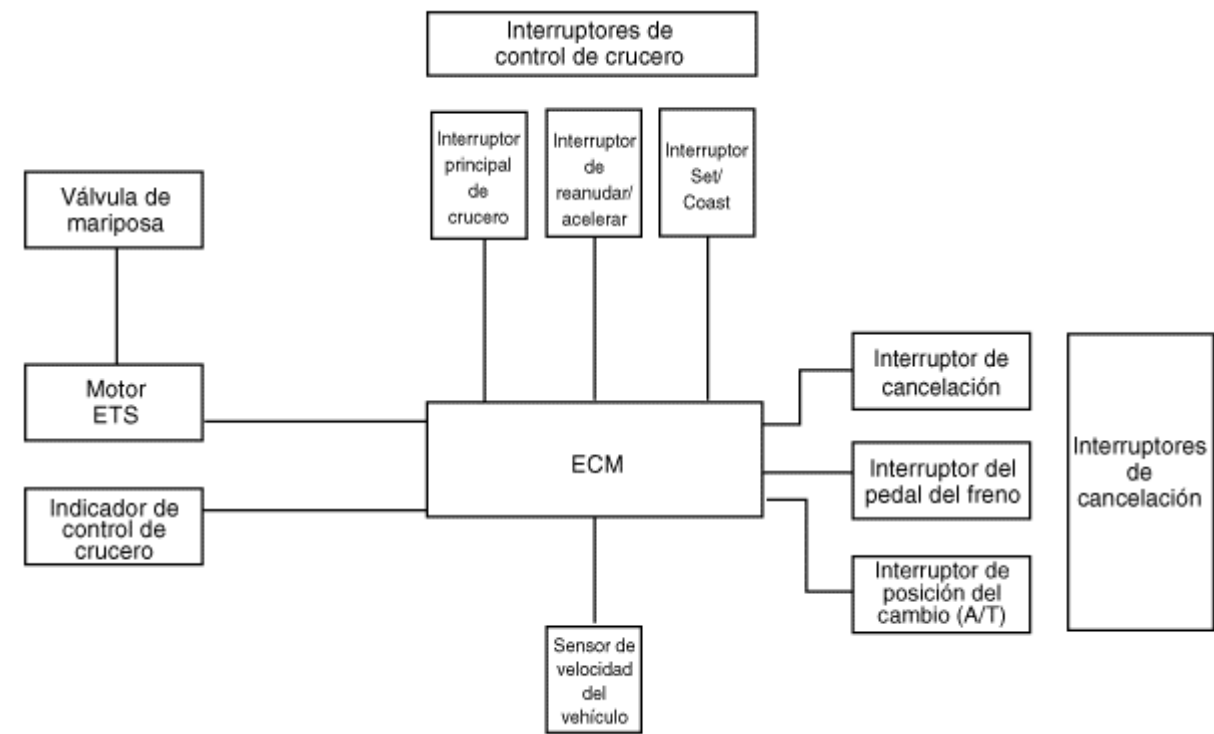 Interruptores de
control de crucero
Interruptor
principal
de
crucero
Interruptor
de
reanudar/
acelerar
Interruptor
Set/
Coast
Válvula de
mariposa
Motor
ETS
Indicador de
control de
crucero
ECM
Interruptor de
cancelación
Interruptor del
pedal del freno
Interruptor de
posición del
cambio (A/T)
Interruptores
de
cancelación
Sensor de
velocidad
del
vehículo